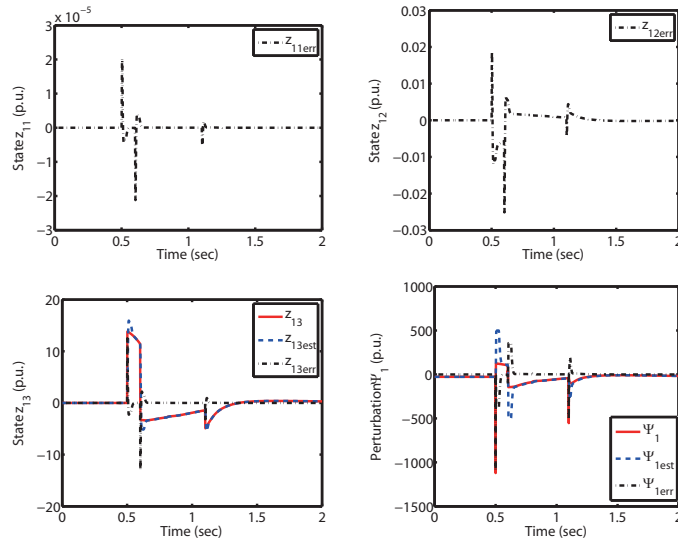 3 x 10⁻⁵
2
1
0
−1
−2
−3
0
0.5
1
1.5
2
State z₁₁ (p.u.)
Time (sec)
z₁₁err
0.03
0.02
0.01
0
−0.01
−0.02
0.03
0
0.5
1
1.5
2
State z₁₂ (p.u.)
Time (sec)
z₁₂err
20
10
0
−10
−20
0
0.5
1
1.5
2
State z₁₃ (p.u.)
Time (sec)
z₁₃
z₁₃est
z₁₃err
1000
500
0
−500
−1000
1500
0
0.5
1
1.5
2
PerturbationΨ₁ (p.u.)
Time (sec)
Ψ₁
Ψ₁est
Ψ₁err